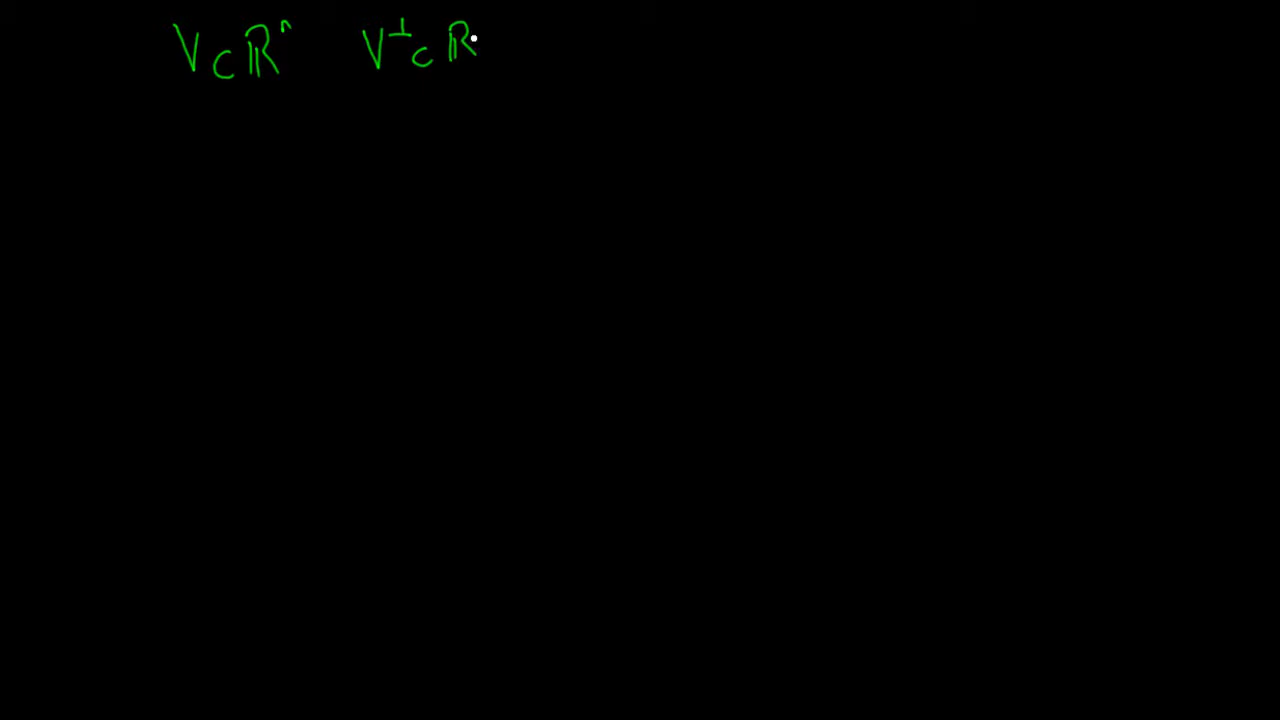 V ⊂ ℝⁿ V^⊥ ⊂ ℝ